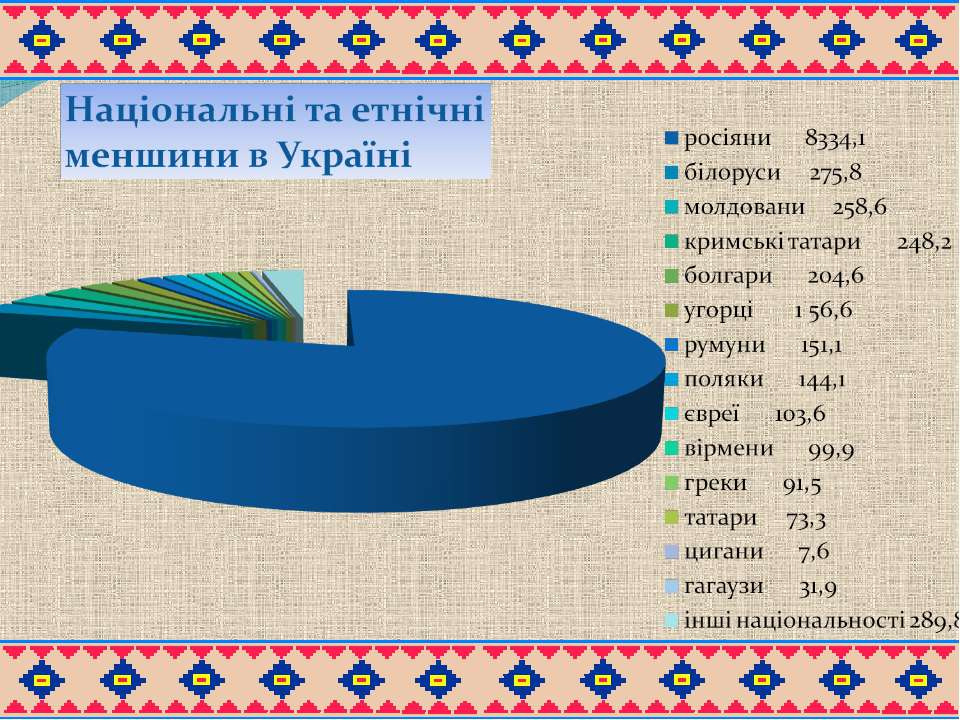 Національні та етнічні
меншини в Україні
росіяни 8334,1
білоруси 275,8
молдовани 258,6
кримські татари 248,2
болгари 204,6
угорці 1 56,6
румуни 151,1
поляки 144,1
євреї 103,6
вірмени 99,9
греки 91,5
татари 73,3
цигани 7,6
гагаузи 31,9
інші національності 289,8